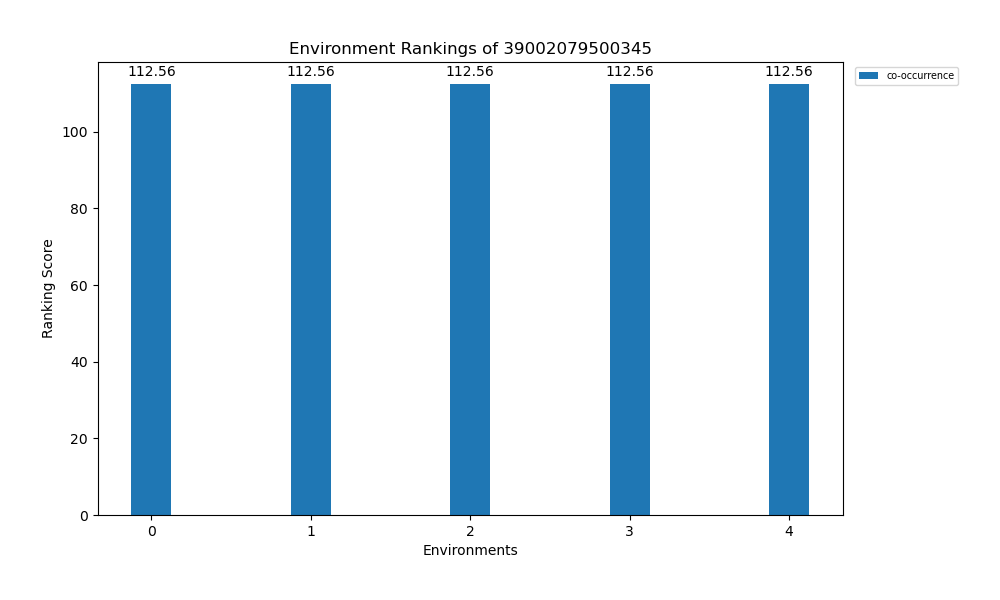 Environment Rankings of 39002079500345
112.56 112.56 112.56 112.56 112.56
co-occurrence
100
80
60
40
20
0
Ranking Score
0 1 2 3 4
Environments